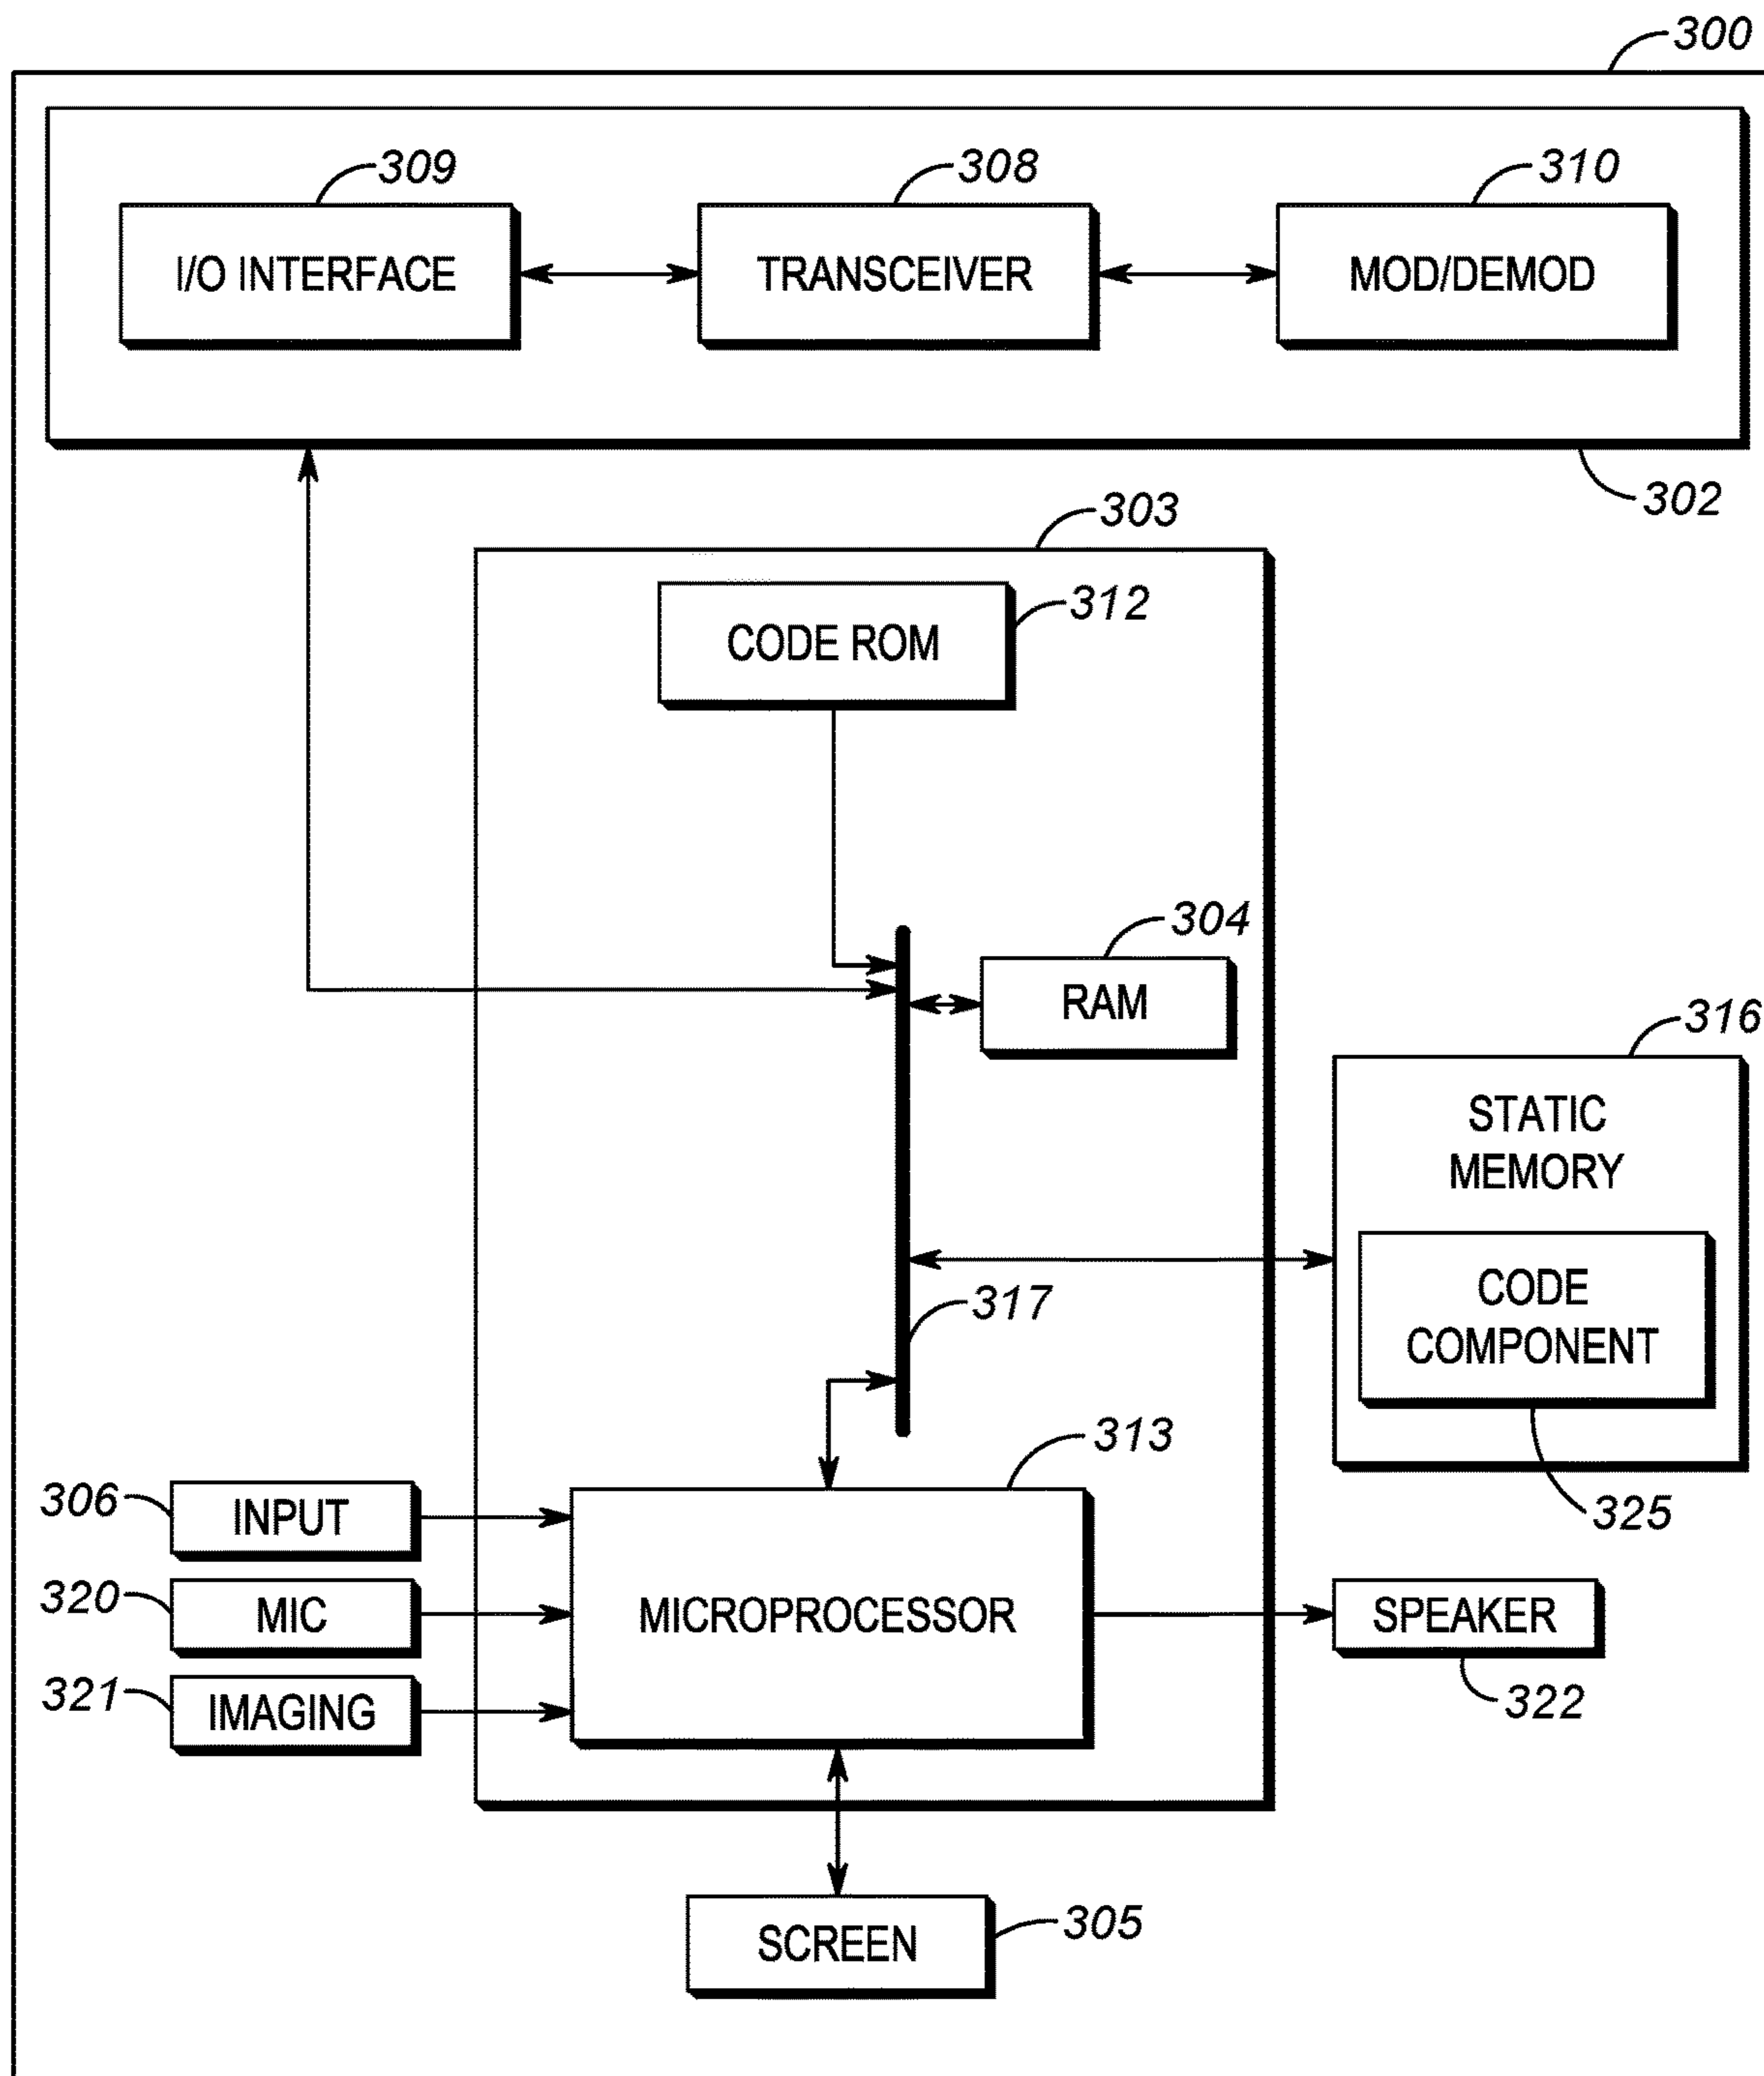 300
309
308
310
I/O INTERFACE
TRANSCEIVER
MOD/DEMOD
302
303
312
CODE ROM
304
RAM
316
STATIC
MEMORY
CODE
COMPONENT
317
313
325
306
INPUT
320
MIC
MICROPROCESSOR
SPEAKER
321
IMAGING
322
SCREEN
305